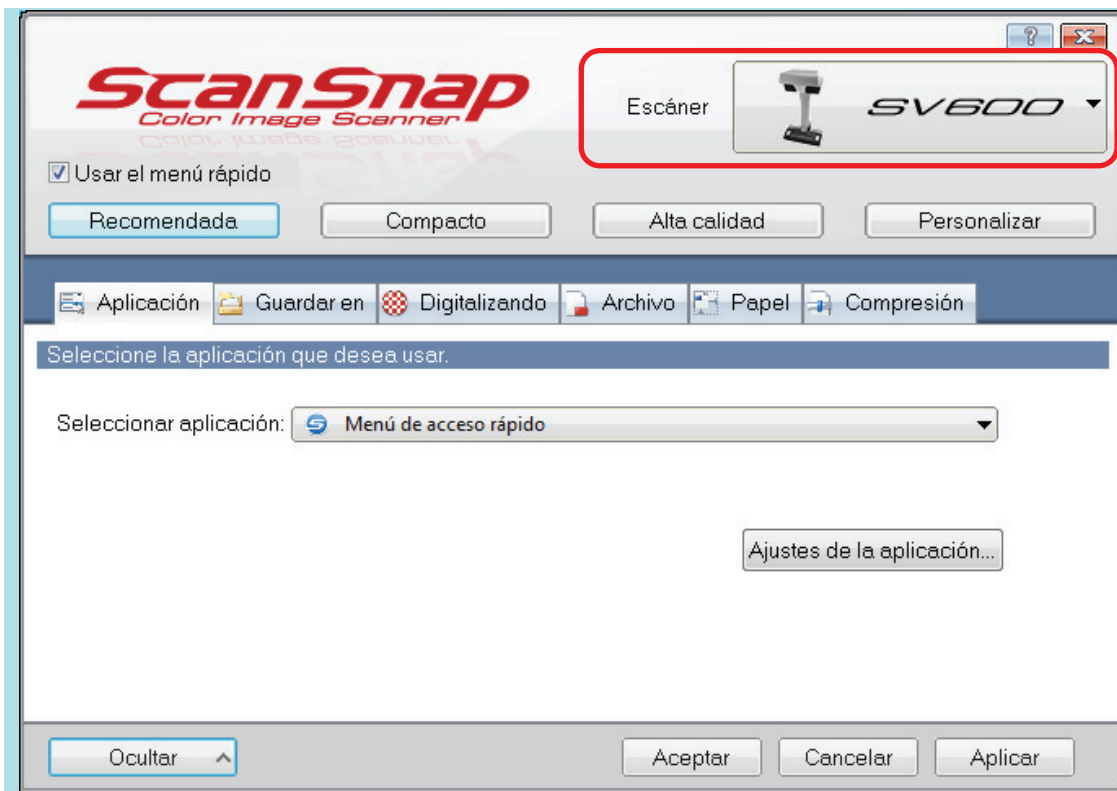 ScanSnap
Color Image Scanner
Escáner
SV600
Usar el menú rápido
Recomendada
Compacto
Alta calidad
Personalizar
Aplicación
Guardar en
Digitalizando
Archivo
Papel
Compresión
Seleccione la aplicación que desea usar.
Seleccionar aplicación:
Menú de acceso rápido
Ajustes de la aplicación...
Ocultar
Aceptar
Cancelar
Aplicar